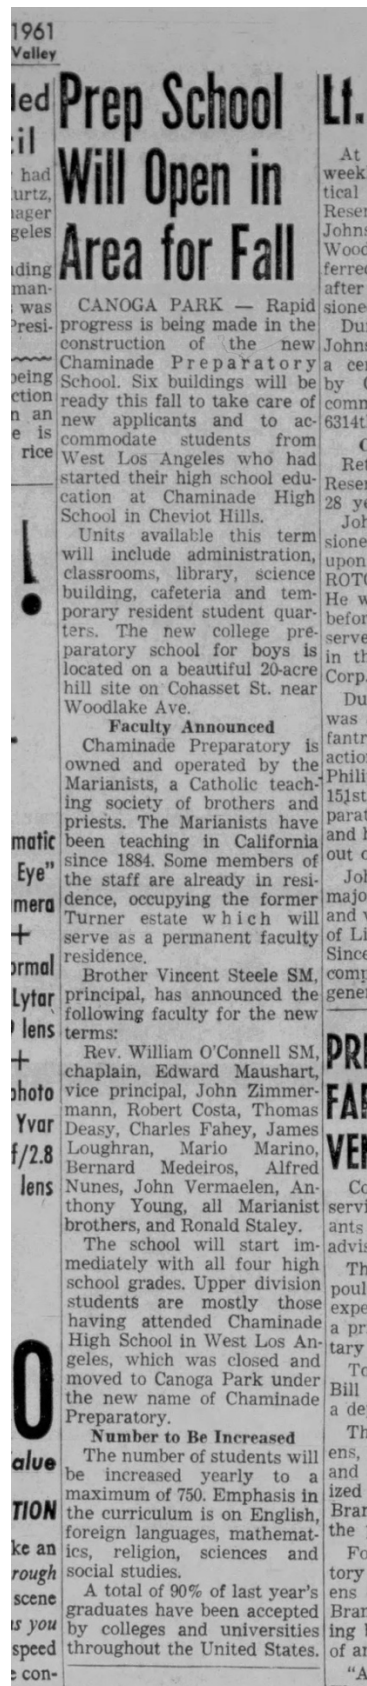 1961
Valley
Prep School
Will Open in
Area for Fall
CANOGA PARK — Rapid
progress is being made in the
construction of the new
Chaminade Preparatory
School. Six buildings will be
ready this fall to take care of
new applicants and to ac-
commodate students from
West Los Angeles who had
started their high school edu-
cation at Chaminade High
School in Cheviot Hills.
Units available this term
will include administration,
classrooms, library, science
building, cafeteria and tem-
porary resident student quar-
ters. The new college pre-
paratory school for boys is
located on a beautiful 20-acre
hill site on Cohasset St. near
Woodlake Ave.
Faculty Announced
Chaminade Preparatory is
owned and operated by the
Marianists, a Catholic teach-
ing society of brothers and
priests. The Marianists have
been teaching in California
since 1884. Some members of
the staff are already in resi-
dence, occupying the former
Turner estate which will
serve as a permanent faculty
residence.
Brother Vincent Steele SM,
principal, has announced the
following faculty for the new
terms:
Rev. William O'Connell SM,
chaplain, Edward Maushart,
vice principal, John Zimmer-
mann, Robert Costa, Thomas
Deasy, Charles Fahey, James
Loughran, Mario Marino,
Bernard Medeiros, Alfred
Nunes, John Vermaelen, An-
thony Young, all Marianist
brothers, and Ronald Staley.
The school will start im-
mediately with all four high
school grades. Upper division
students are mostly those
having attended Chaminade
High School in West Los An-
geles, which was closed and
moved to Canoga Park under
the new name of Chaminade
Preparatory.
Number to Be Increased
The number of students will
be increased yearly to a
maximum of 750. Emphasis in
the curriculum is on English,
foreign languages, mathemat-
ics, religion, sciences and
social studies.
A total of 90% of last year's
graduates have been accepted
by colleges and universities
throughout the United States.